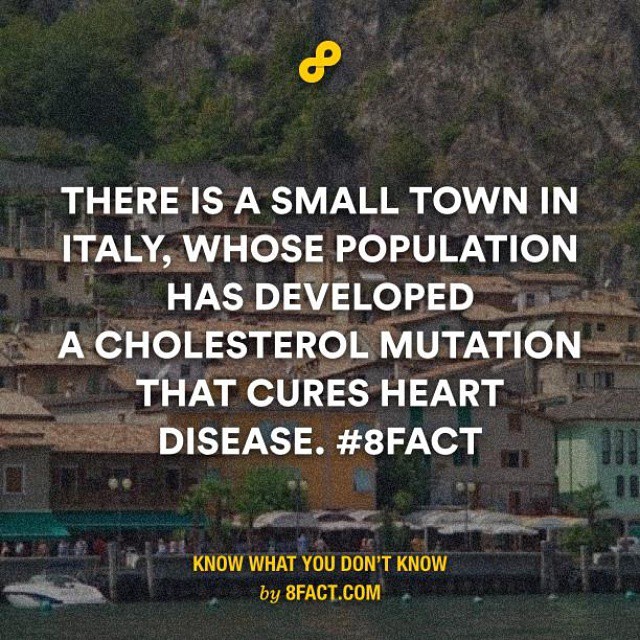 THERE IS A SMALL TOWN IN
ITALY, WHOSE POPULATION
HAS DEVELOPED
A CHOLESTEROL MUTATION
THAT CURES HEART
DISEASE. #8FACT
KNOW WHAT YOU DON'T KNOW
by 8FACT.COM